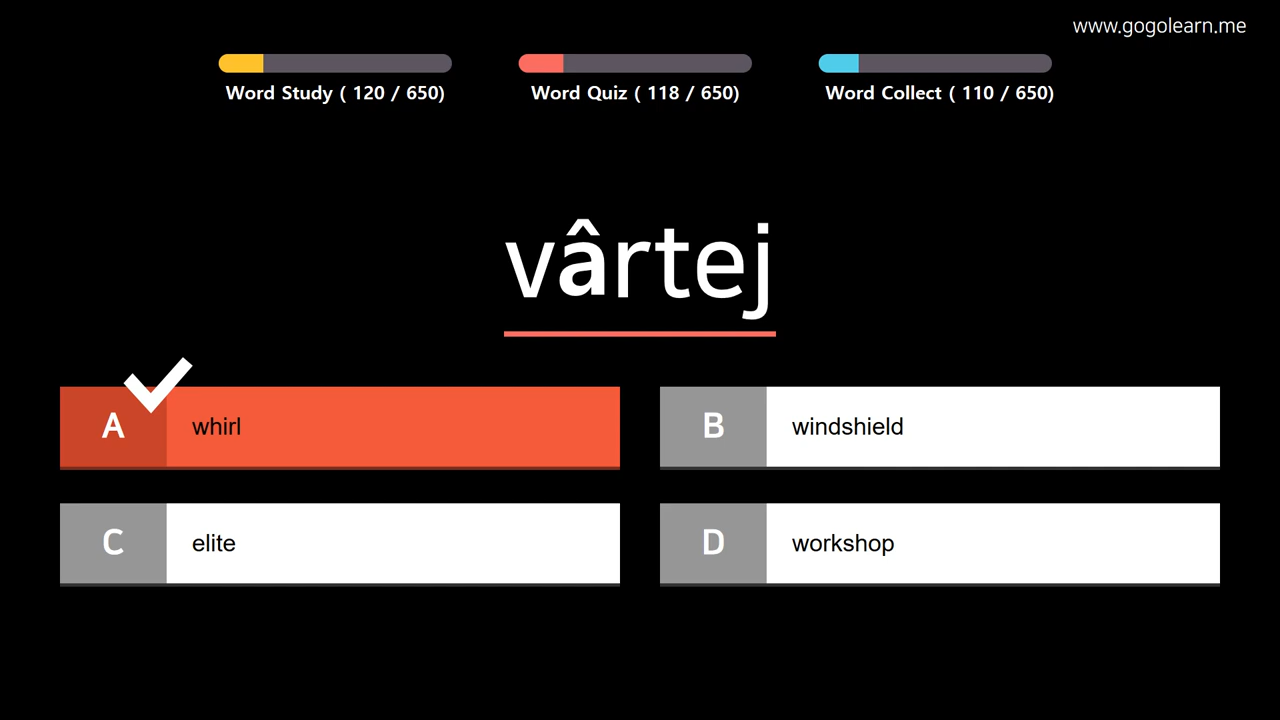 www.gogolearn.me
Word Study ( 120 / 650)
Word Quiz ( 118 / 650)
Word Collect ( 110 / 650)
vârtej
A whirl
B windshield
C elite
D workshop